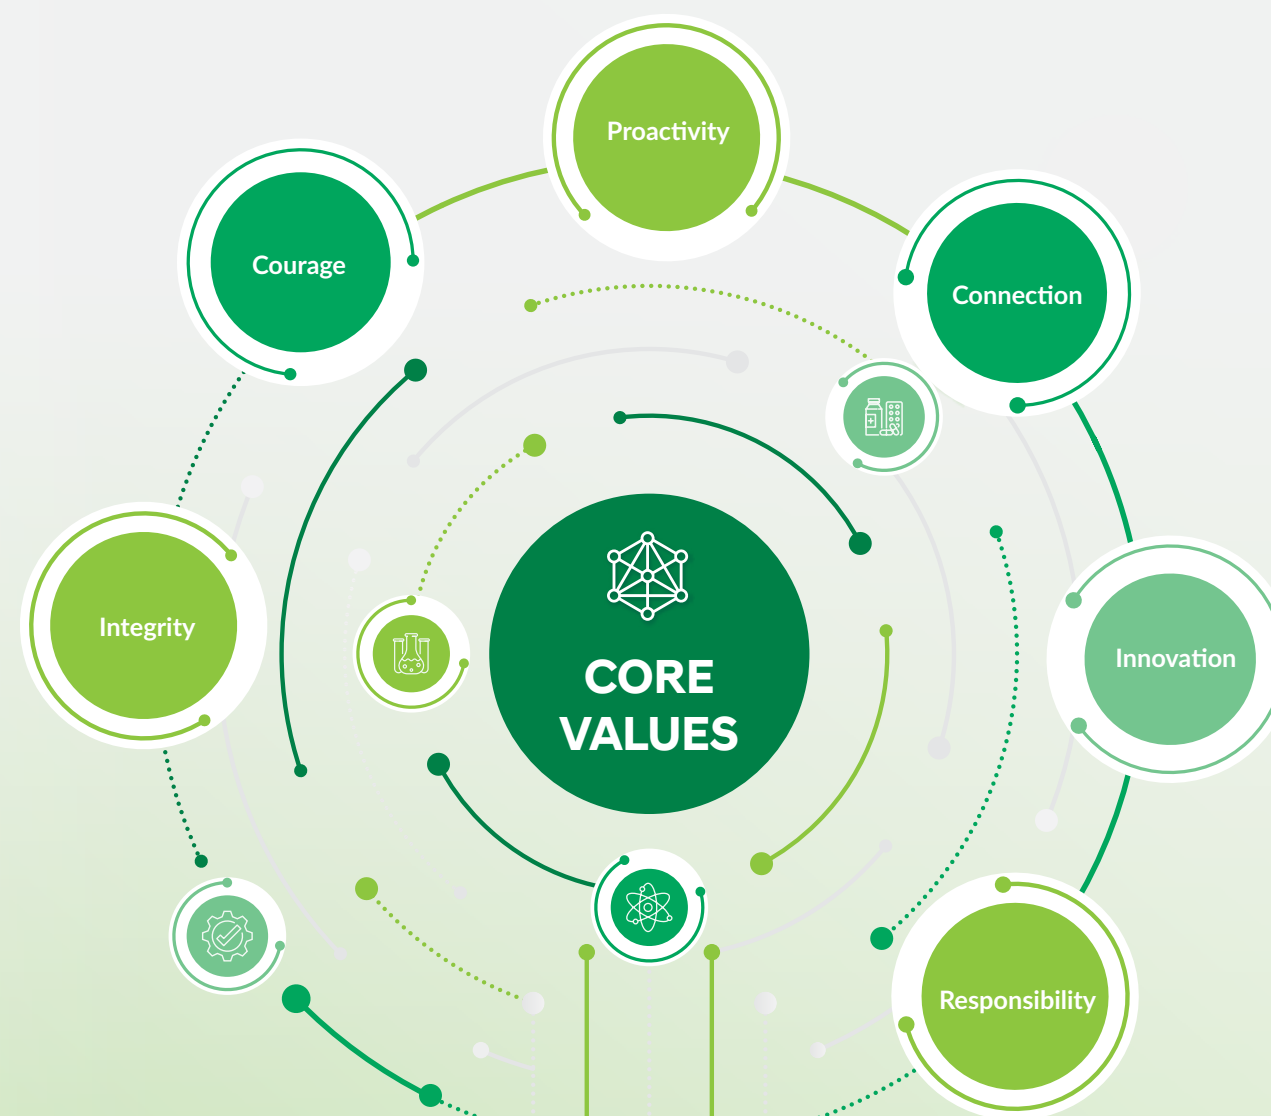 Proactivity
Courage
Connection
CORE
VALUES
Integrity
Innovation
Responsibility